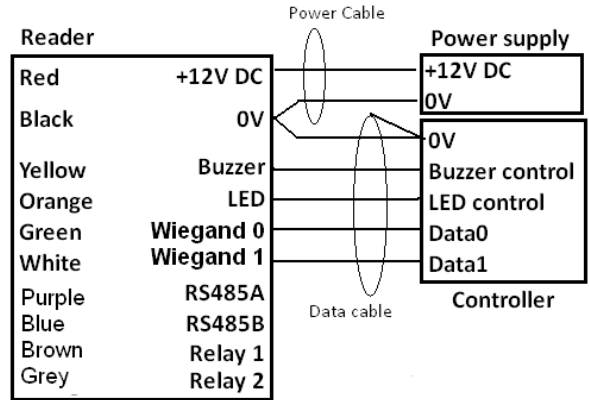 Power Cable
Reader
Power supply
Red +12V DC
+12V DC
0V
Black 0V
0V
Yellow Buzzer
Buzzer control
Orange LED
LED control
Green Wiegand 0
Data0
White Wiegand 1
Data1
Purple RS485A
Data cable
Controller
Blue RS485B
Brown Relay 1
Grey Relay 2